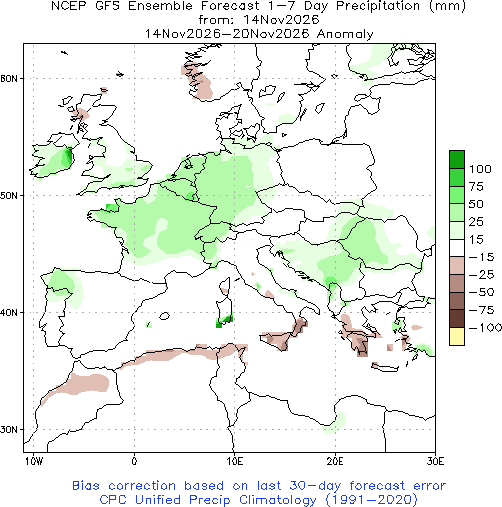 NCEP GFS Ensemble Forecast 1-7 Day Precipitation (mm)
from: 14Nov2026
14Nov2026-20Nov2026 Anomaly
60N
50N
40N
30N
10W 0 10E 20E 30E
100
75
50
25
15
-15
-25
-50
-75
-100
Bias correction based on last 30-day forecast error
CPC Unified Precip Climatology (1991-2020)